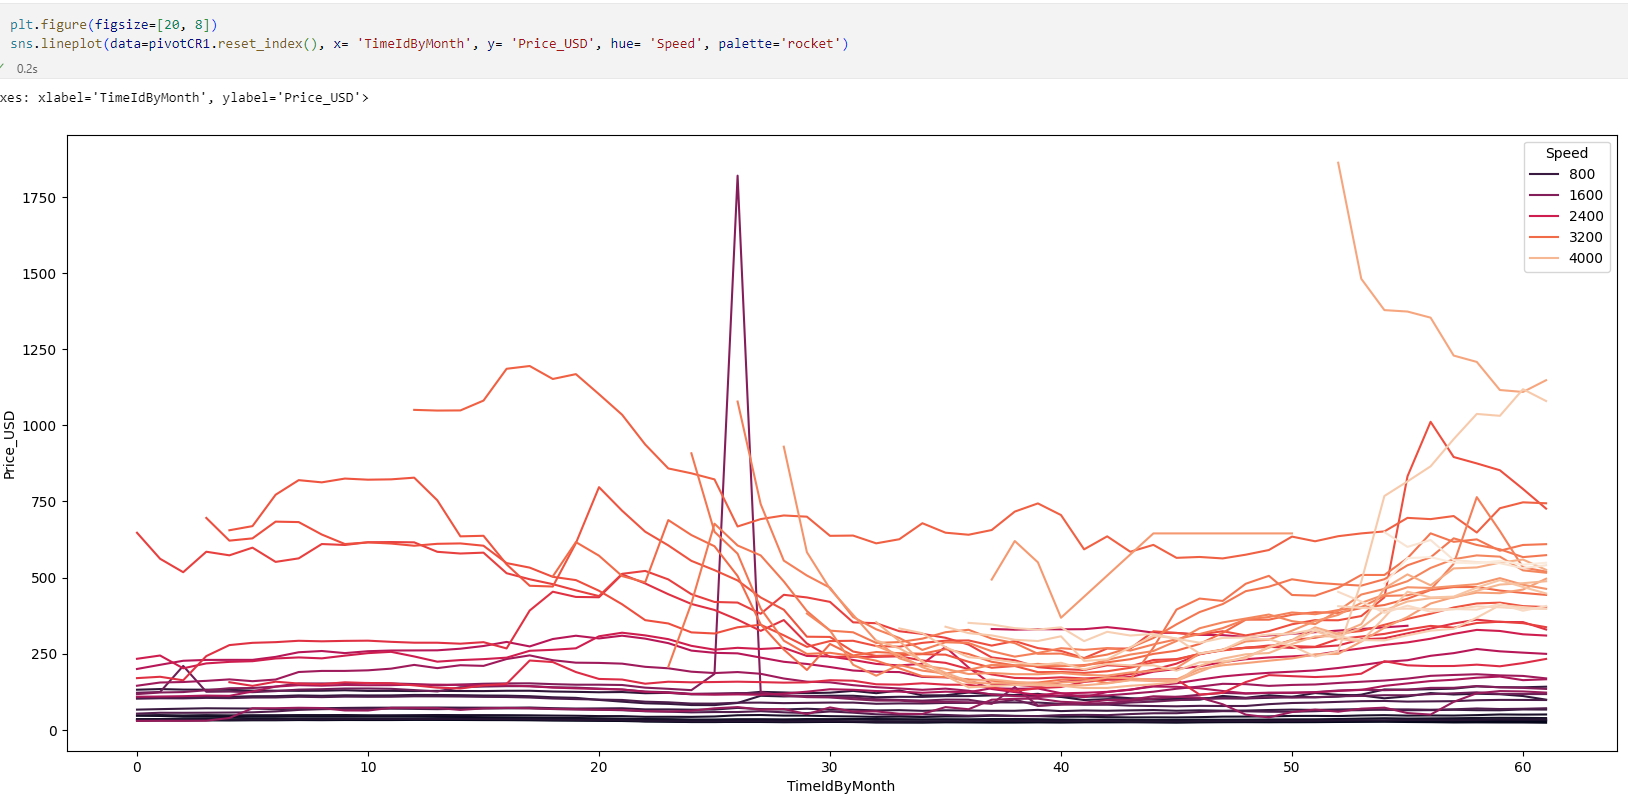 plt.figure(figsize=[20, 8])
sns.lineplot(data=pivotCR1.reset_index(), x= 'TimeIdByMonth', y= 'Price_USD', hue= 'Speed', palette='rocket')
0.2s
xes: xlabel='TimeIdByMonth', ylabel='Price_USD'>
Speed
800
1600
2400
3200
4000
1750
1500
1250
1000
750
500
250
0
Price_USD
0 10 20 30 40 50 60
TimeIdByMonth